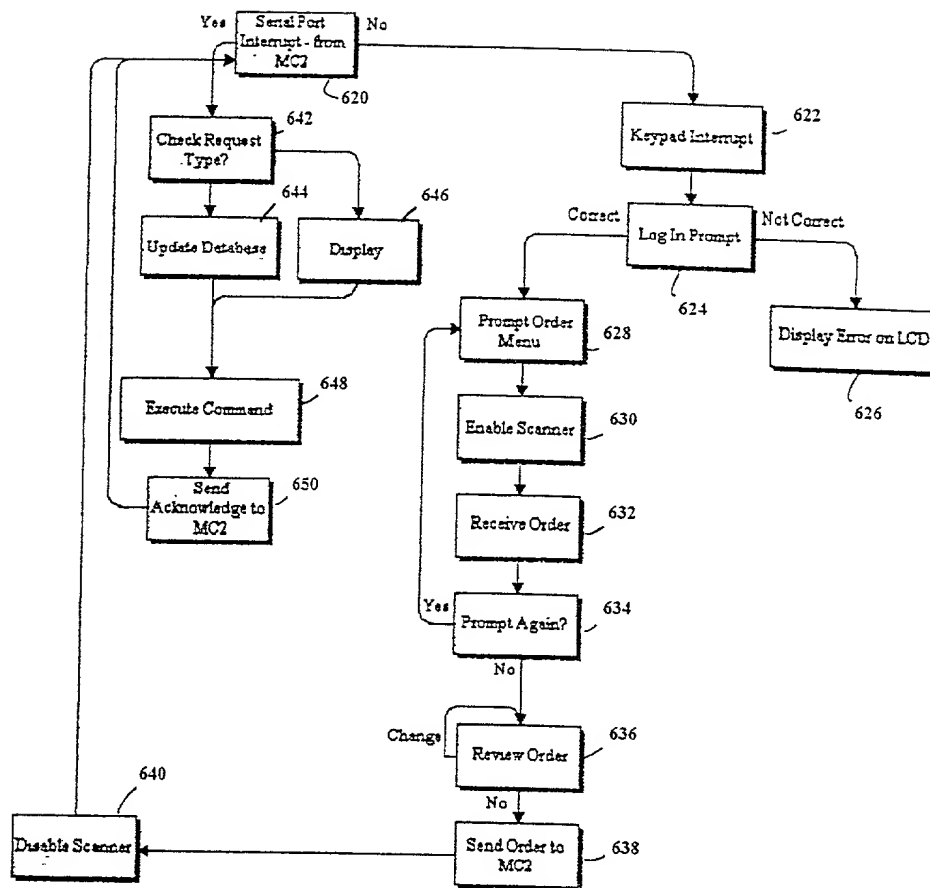 Yes
Serial Port
Interrupt - from
MC2
No
620
642
Check Request
Type?
622
Keypad Interrupt
644
646
Update Database
Display
Correct
Log In Prompt
Not Correct
624
Prompt Order
Menu
628
Display Error on LCD
626
648
Execute Command
Enable Scanner
630
Send
Acknowledge to
MC2
650
Receive Order
632
Yes
Prompt Again?
634
No
Change
Review Order
636
No
640
Disable Scanner
Send Order to
MC2
638